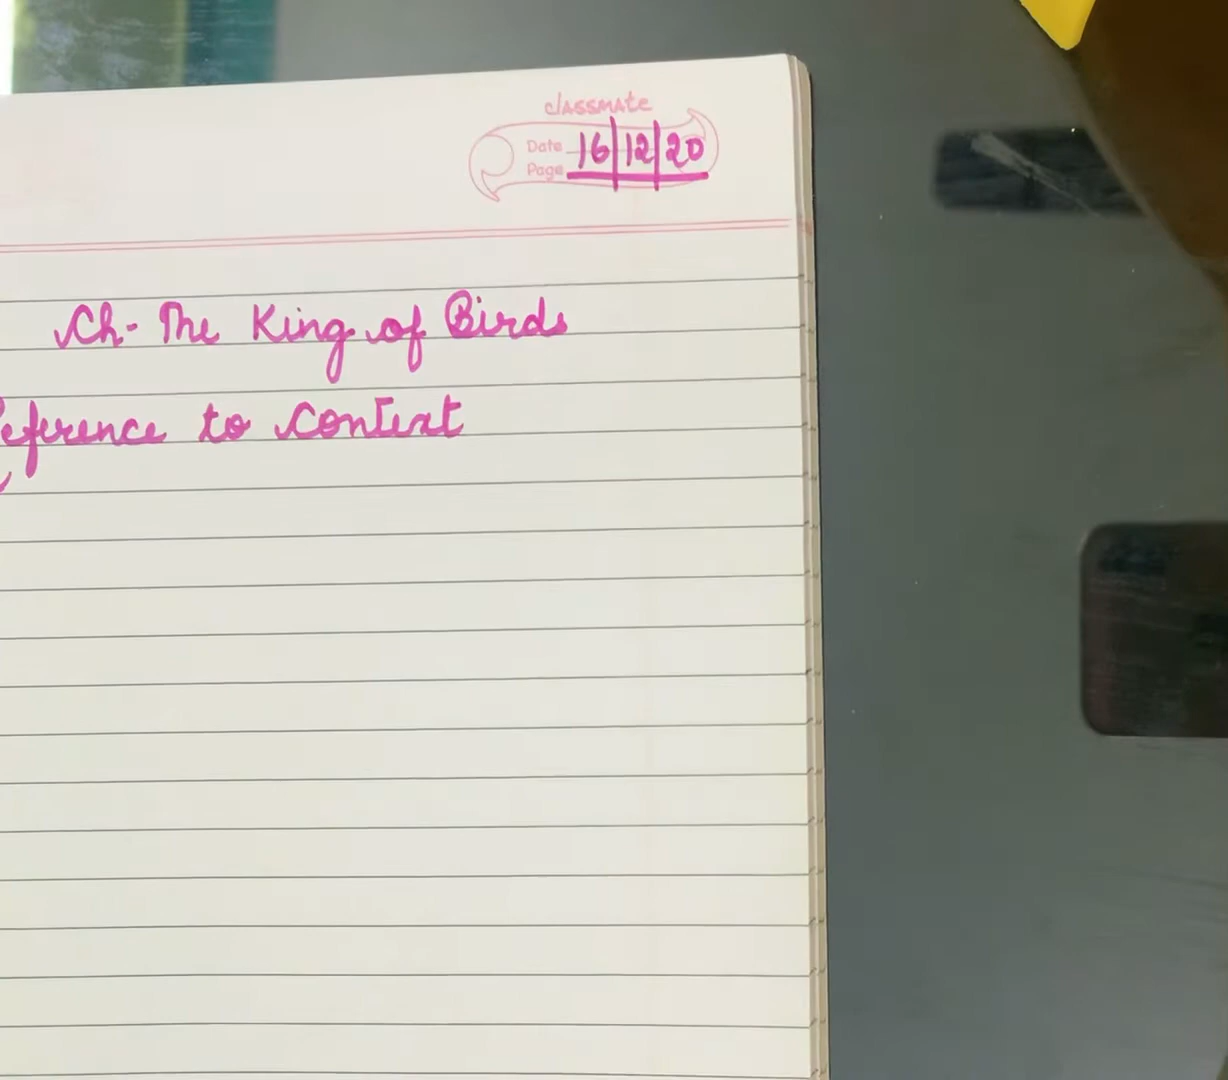 classmate
Date 16/12/20
Page
Ch- The King of Birds
eference to context